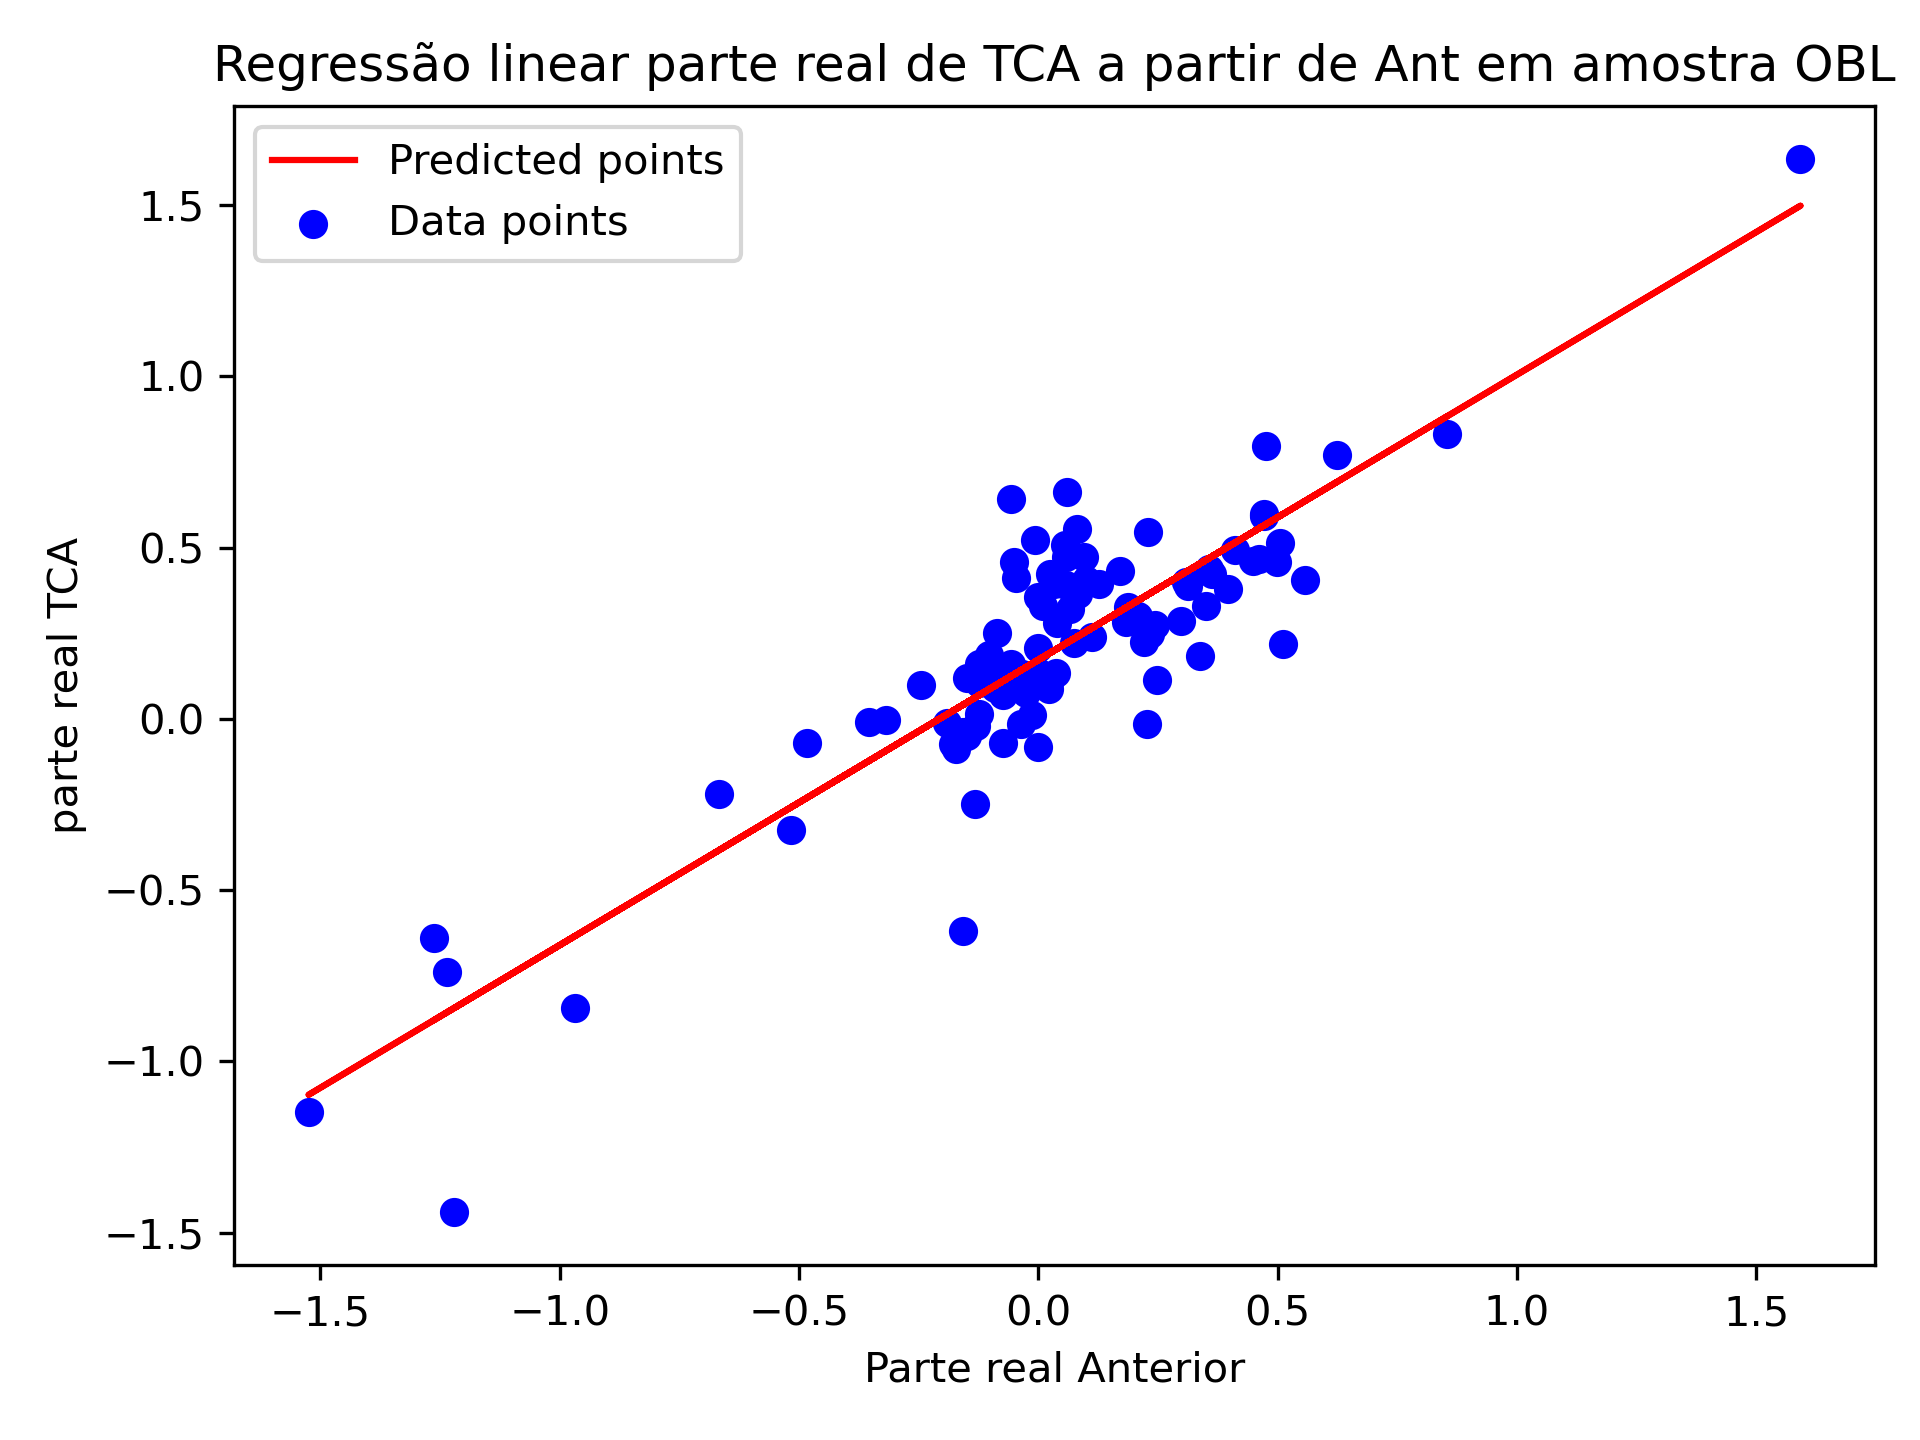 Regressão linear parte real de TCA a partir de Ant em amostra OBL
Predicted points
Data points
parte real TCA
1.5
1.0
0.5
0.0
−0.5
−1.0
−1.5
−1.5 −1.0 −0.5 0.0 0.5 1.0 1.5
Parte real Anterior